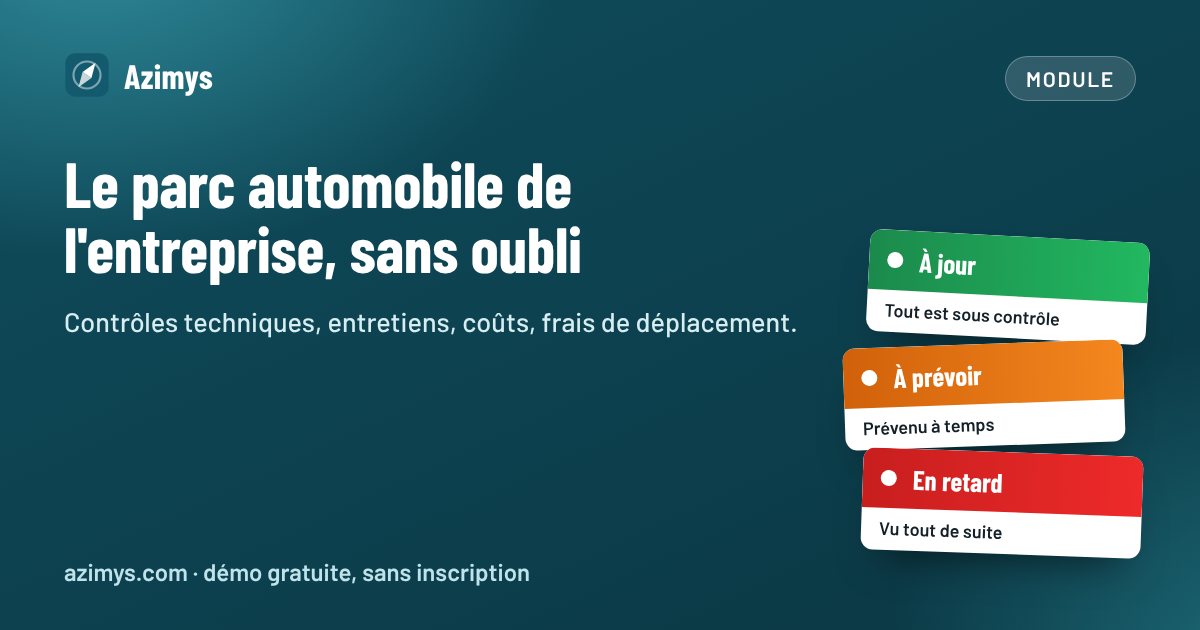 Azimys
MODULE
Le parc automobile de
l'entreprise, sans oubli
Contrôles techniques, entretiens, coûts, frais de déplacement.
À jour
Tout est sous contrôle
À prévoir
Prévenu à temps
En retard
Vu tout de suite
azimys.com · démo gratuite, sans inscription